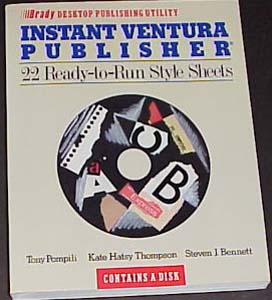 Brady DESKTOP PUBLISHING UTILITY
INSTANT VENTURA
PUBLISHER®
22 Ready-to-Run Style Sheets
a
C
B
Express
Tony Pompili Kate Hatsy Thompson Steven J. Bennett
CONTAINS A DISK